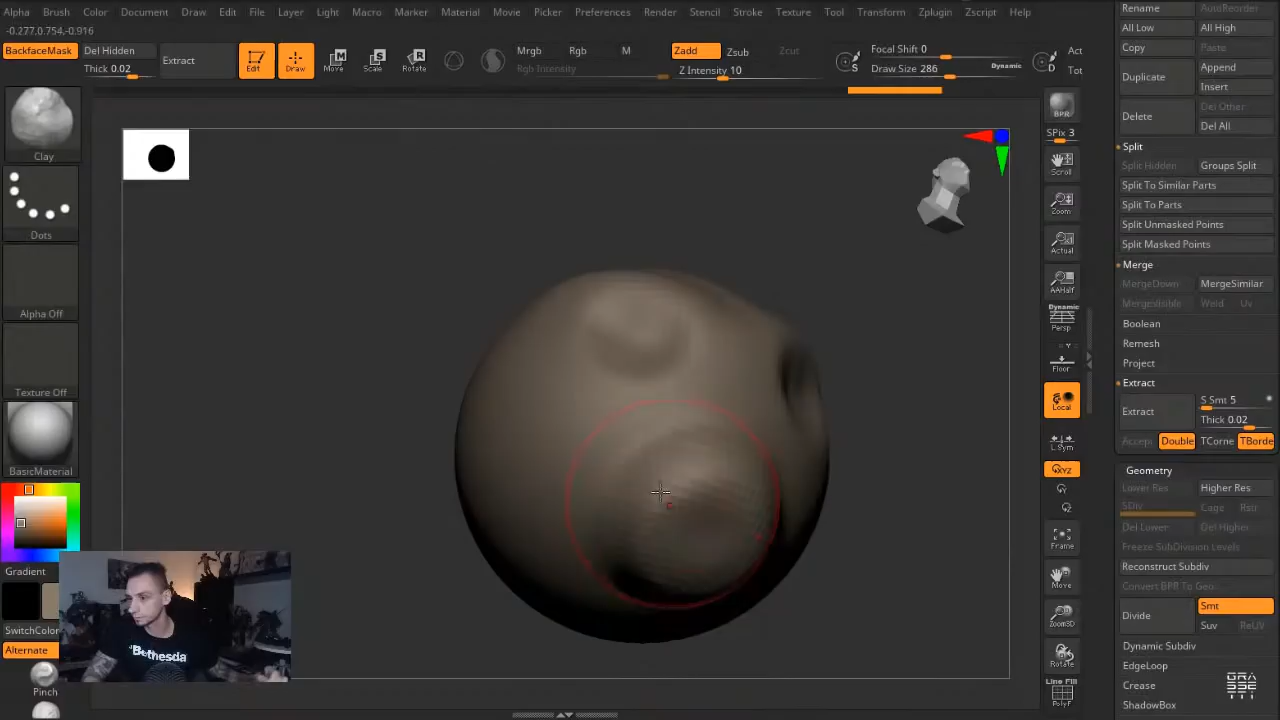 Alpha Brush Color Document Draw Edit File Layer Light Macro Marker Material Movie Picker Preferences Render Stencil Stroke Texture Tool Transform Zplugin Zscript Help
-0.277,0.754,-0.916
BackfaceMask
Del Hidden
Thick 0.02
Extract
Edit
Draw
Move
Scale
Rotate
Mrgb Rgb M
Rgb Intensity
Zadd Zsub Zcut
Z Intensity 10
S
Focal Shift 0
Draw Size 286
Dynamic
D
Act
Tot
Clay
Dots
Alpha Off
Texture Off
BasicMaterial
Gradient
SwitchColor
Alternate
Pinch
Bethesda
BPR
SPix 3
Scroll
Zoom
Actual
AAHalf
Dynamic
Persp
Floor
Local
L.Sym
XYZ
Frame
Move
Zoom3D
Rotate
Line Fill
PolyF
Rename AutoReorder
All Low All High
Copy Paste
Duplicate
Append
Insert
Delete
Del Other
Del All
Split
Split Hidden Groups Split
Split To Similar Parts
Split To Parts
Split Unmasked Points
Split Masked Points
Merge
MergeDown MergeSimilar
MergeVisible Weld Uv
Boolean
Remesh
Project
Extract
Extract
S Smt 5
Thick 0.02
Accept Double TCorne TBorde
Geometry
Lower Res Higher Res
SDiv Cage Rstr
Del Lower Del Higher
Freeze SubDivision Levels
Reconstruct Subdiv
Convert BPR To Geo
Divide
Smt
Suv ReUV
Dynamic Subdiv
EdgeLoop
Crease
ShadowBox